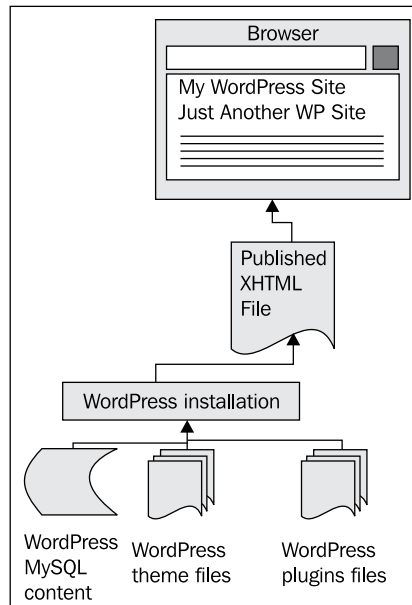 Browser
My WordPress Site
Just Another WP Site
Published
XHTML
File
WordPress installation
WordPress
MySQL
content
WordPress
theme files
WordPress
plugins files